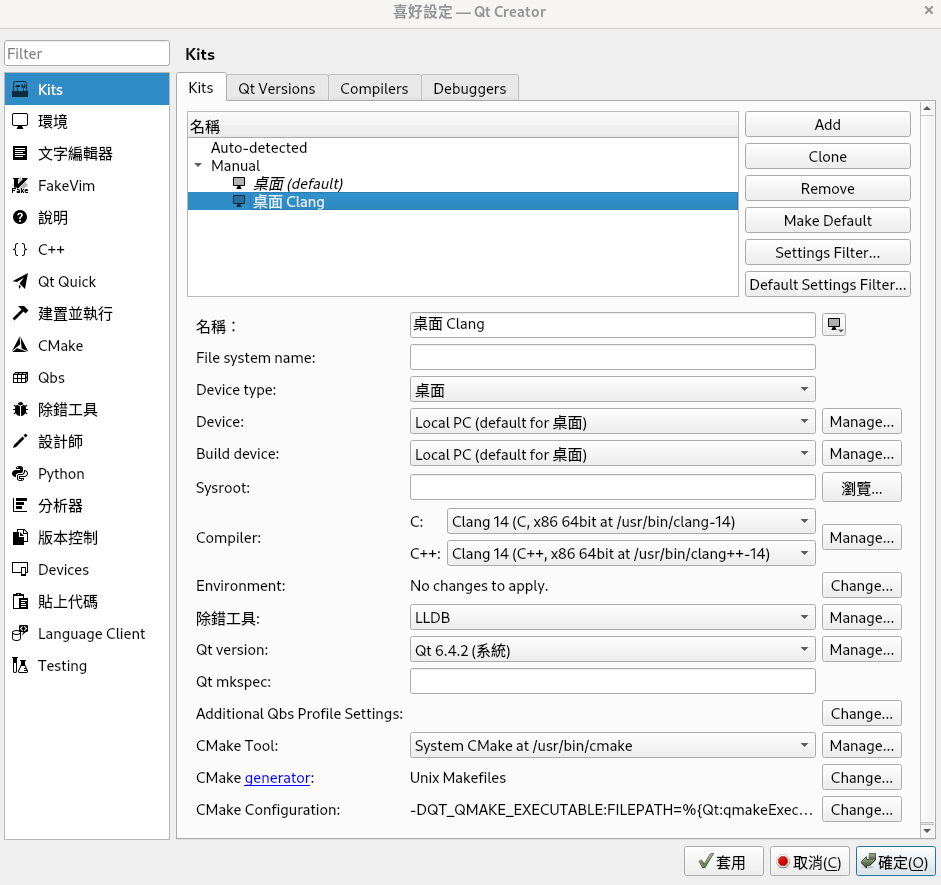 喜好設定 — Qt Creator
Filter
Kits
環境
文字編輯器
FakeVim
說明
C++
Qt Quick
建置並執行
CMake
Qbs
除錯工具
設計師
Python
分析器
版本控制
Devices
貼上代碼
Language Client
Testing
Kits
Kits Qt Versions Compilers Debuggers
名稱
Auto-detected
Manual
桌面 (default)
桌面 Clang
Add
Clone
Remove
Make Default
Settings Filter...
Default Settings Filter...
名稱： 桌面 Clang
File system name:
Device type: 桌面
Device: Local PC (default for 桌面) Manage...
Build device: Local PC (default for 桌面) Manage...
Sysroot: 瀏覽...
Compiler: C: Clang 14 (C, x86 64bit at /usr/bin/clang-14) Manage...
C++: Clang 14 (C++, x86 64bit at /usr/bin/clang++-14)
Environment: No changes to apply. Change...
除錯工具: LLDB Manage...
Qt version: Qt 6.4.2 (系統) Manage...
Qt mkspec:
Additional Qbs Profile Settings: Change...
CMake Tool: System CMake at /usr/bin/cmake Manage...
CMake generator: Unix Makefiles Change...
CMake Configuration: -DQT_QMAKE_EXECUTABLE:FILEPATH=%{Qt:qmakeExec... Change...
套用 取消(C) 確定(O)